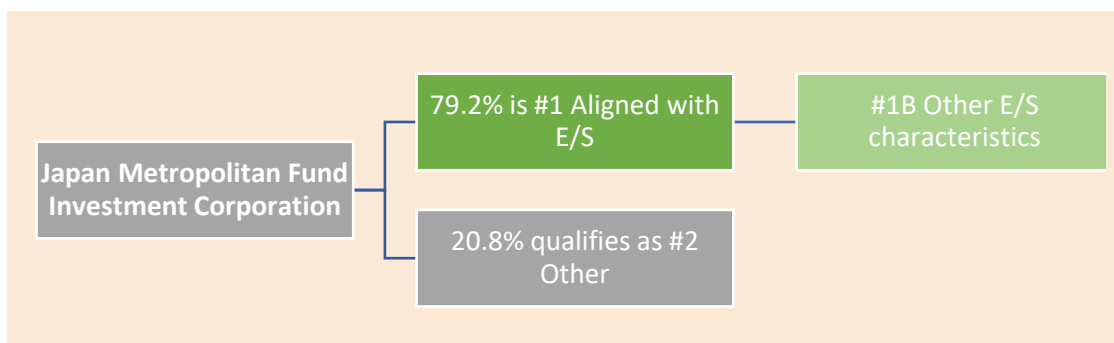 Japan Metropolitan Fund
Investment Corporation
79.2% is #1 Aligned with
E/S
#1B Other E/S
characteristics
20.8% qualifies as #2
Other